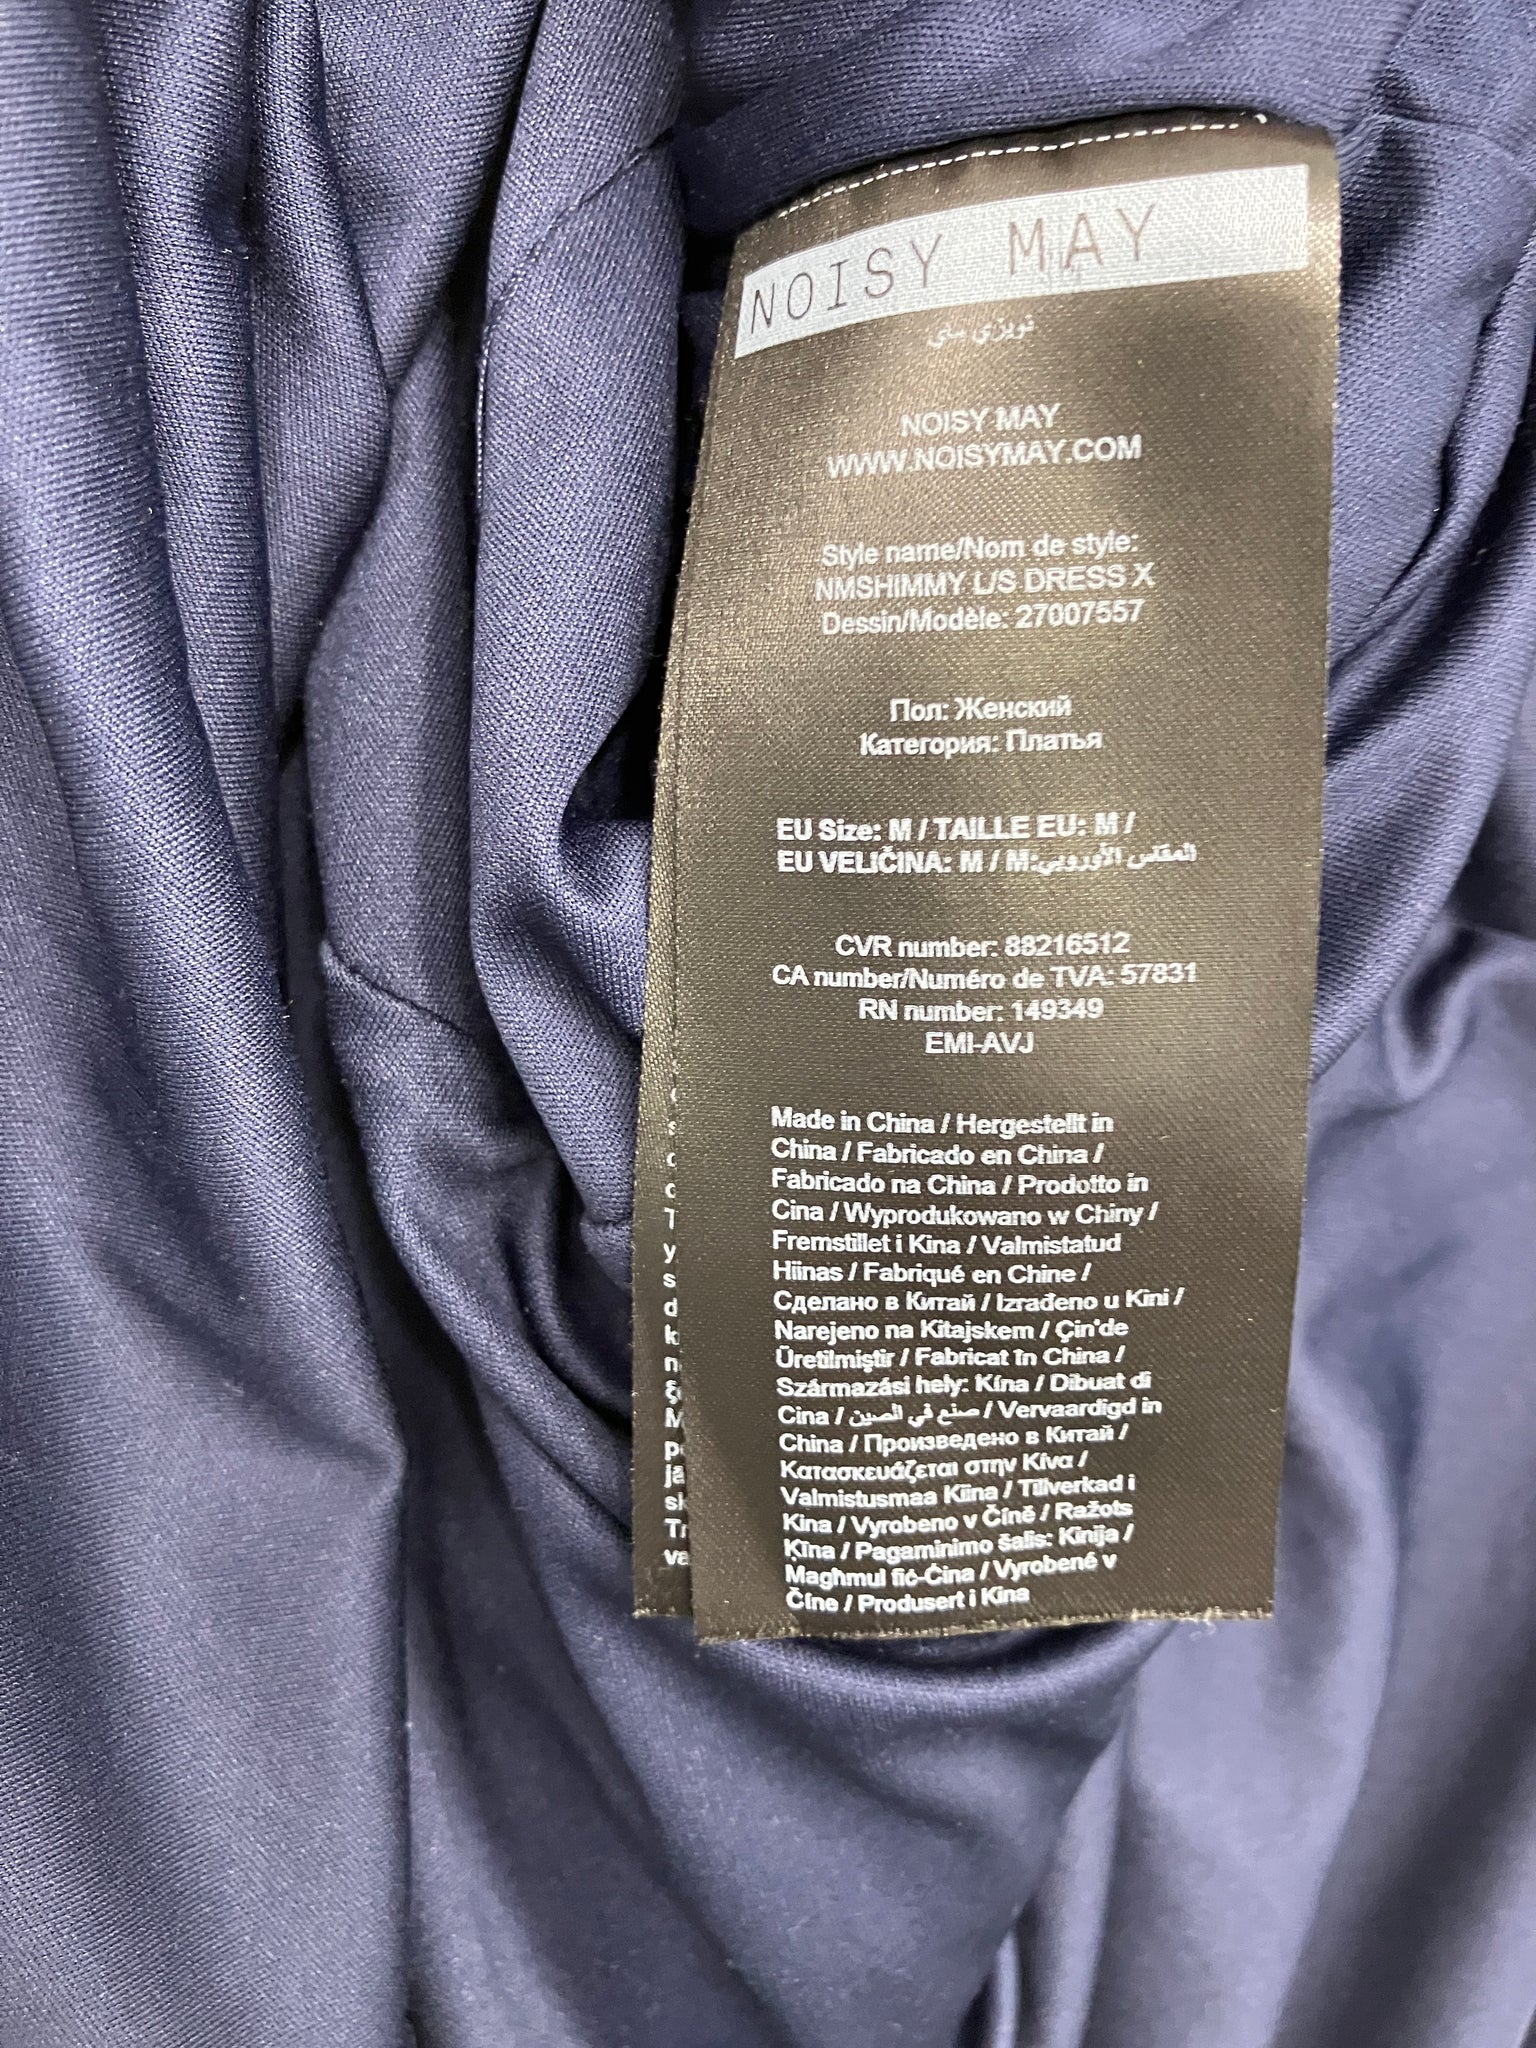 NOISY MAY
نويزي مي
NOISY MAY
WWW.NOISYMAY.COM
Style name/Nom de style:
NMSHIMMY L/S DRESS X
Dessin/Modèle: 27007557
Пол: Женский
Категория: Платья
EU Size: M / TAILLE EU: M /
EU VELIČINA: M / M:المقاس الأوروبي
CVR number: 88216512
CA number/Numéro de TVA: 57831
RN number: 149349
EMI-AVJ
Made in China / Hergestellt in
China / Fabricado en China /
Fabricado na China / Prodotto in
Cina / Wyprodukowano w Chiny /
Fremstillet i Kina / Valmistatud
Hiinas / Fabriqué en Chine /
Сделано в Китай / Izrađeno u Kini /
Narejeno na Kitajskem / Çin'de
Üretilmiştir / Fabricat în China /
Származási hely: Kína / Dibuat di
Cina / صنع في الصين / Vervaardigd in
China / Произведено в Китай /
Κατασκευάζεται στην Κίνα /
Valmistusmaa Kiina / Tillverkad i
Kina / Vyrobeno v Číně / Ražots
Ķīna / Pagaminimo šalis: Kinija /
Magħmul fiċ-Ċina / Vyrobené v
Číne / Produsert i Kina